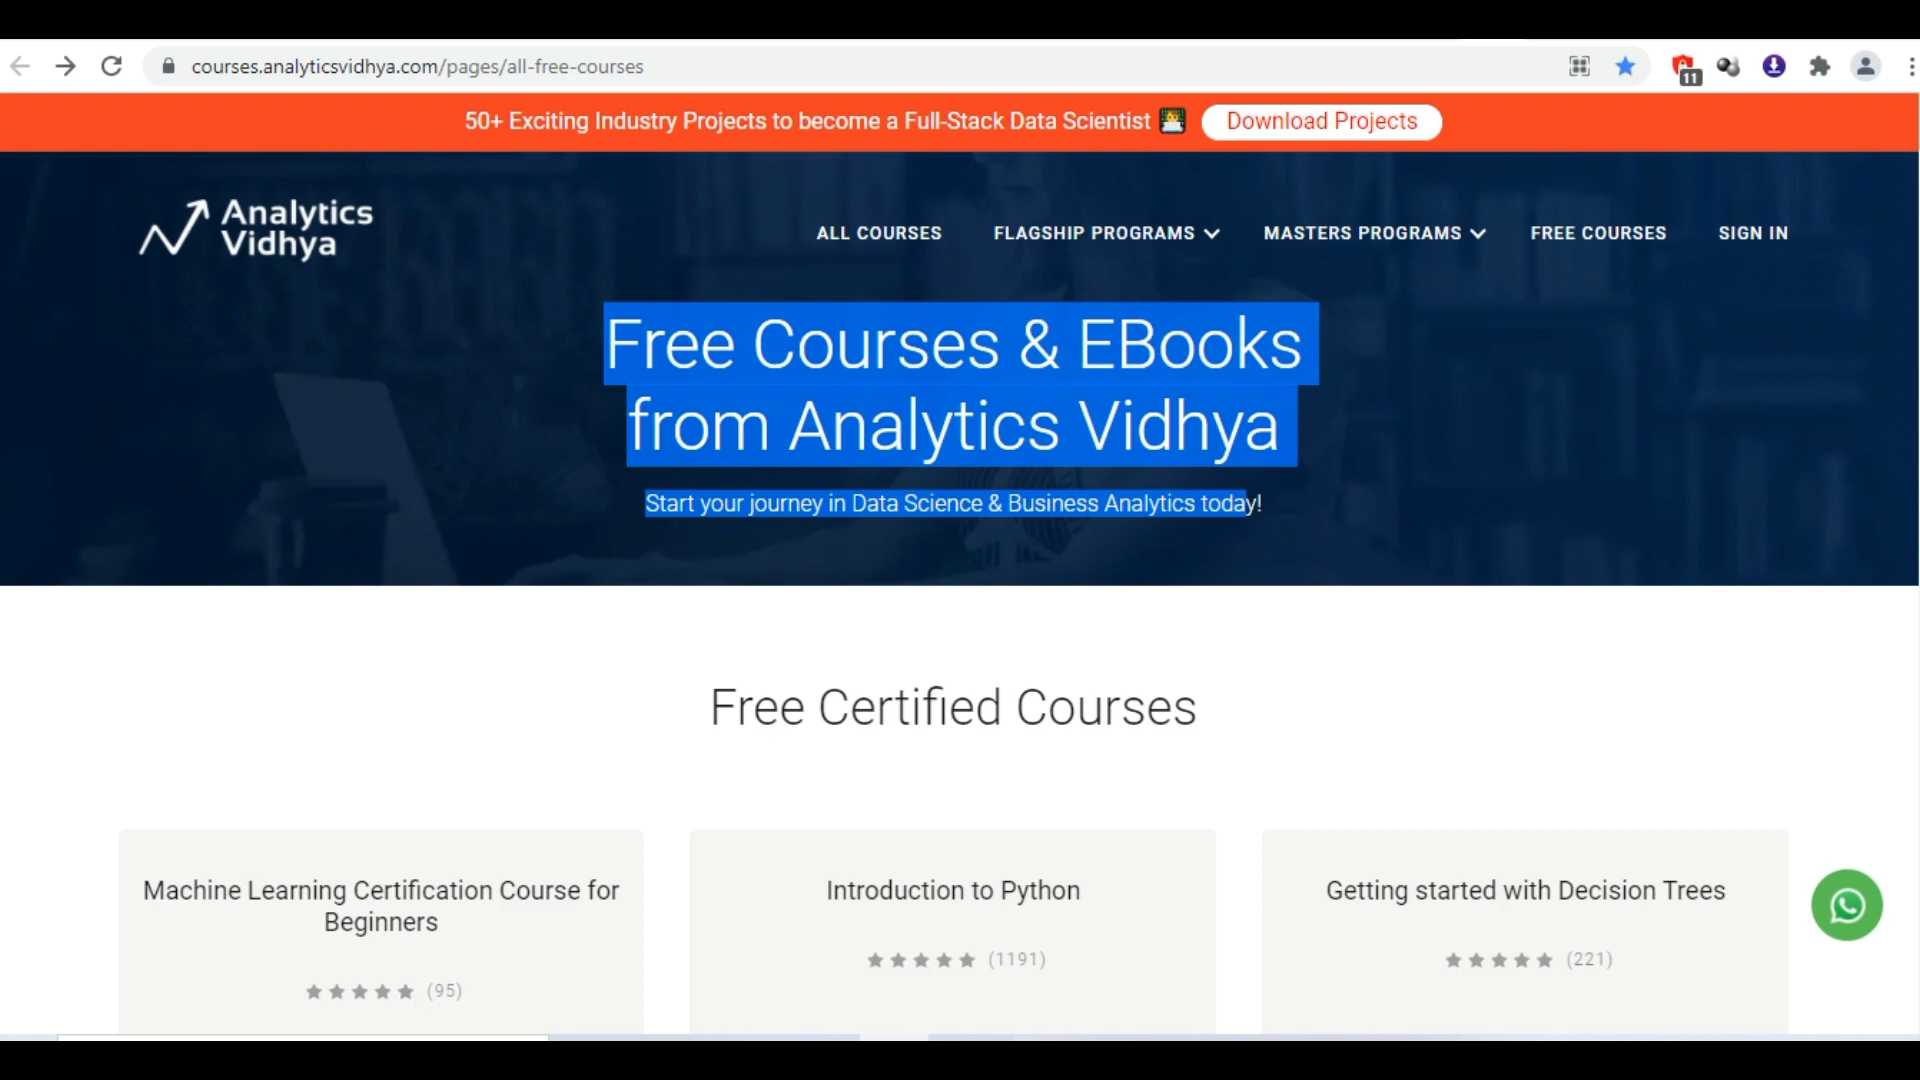 courses.analyticsvidhya.com/pages/all-free-courses
11
50+ Exciting Industry Projects to become a Full-Stack Data Scientist
Download Projects
Analytics
Vidhya
ALL COURSES
FLAGSHIP PROGRAMS
MASTERS PROGRAMS
FREE COURSES
SIGN IN
Free Courses & EBooks
from Analytics Vidhya
Start your journey in Data Science & Business Analytics today!
Free Certified Courses
Machine Learning Certification Course for
Beginners
(95)
Introduction to Python
(1191)
Getting started with Decision Trees
(221)